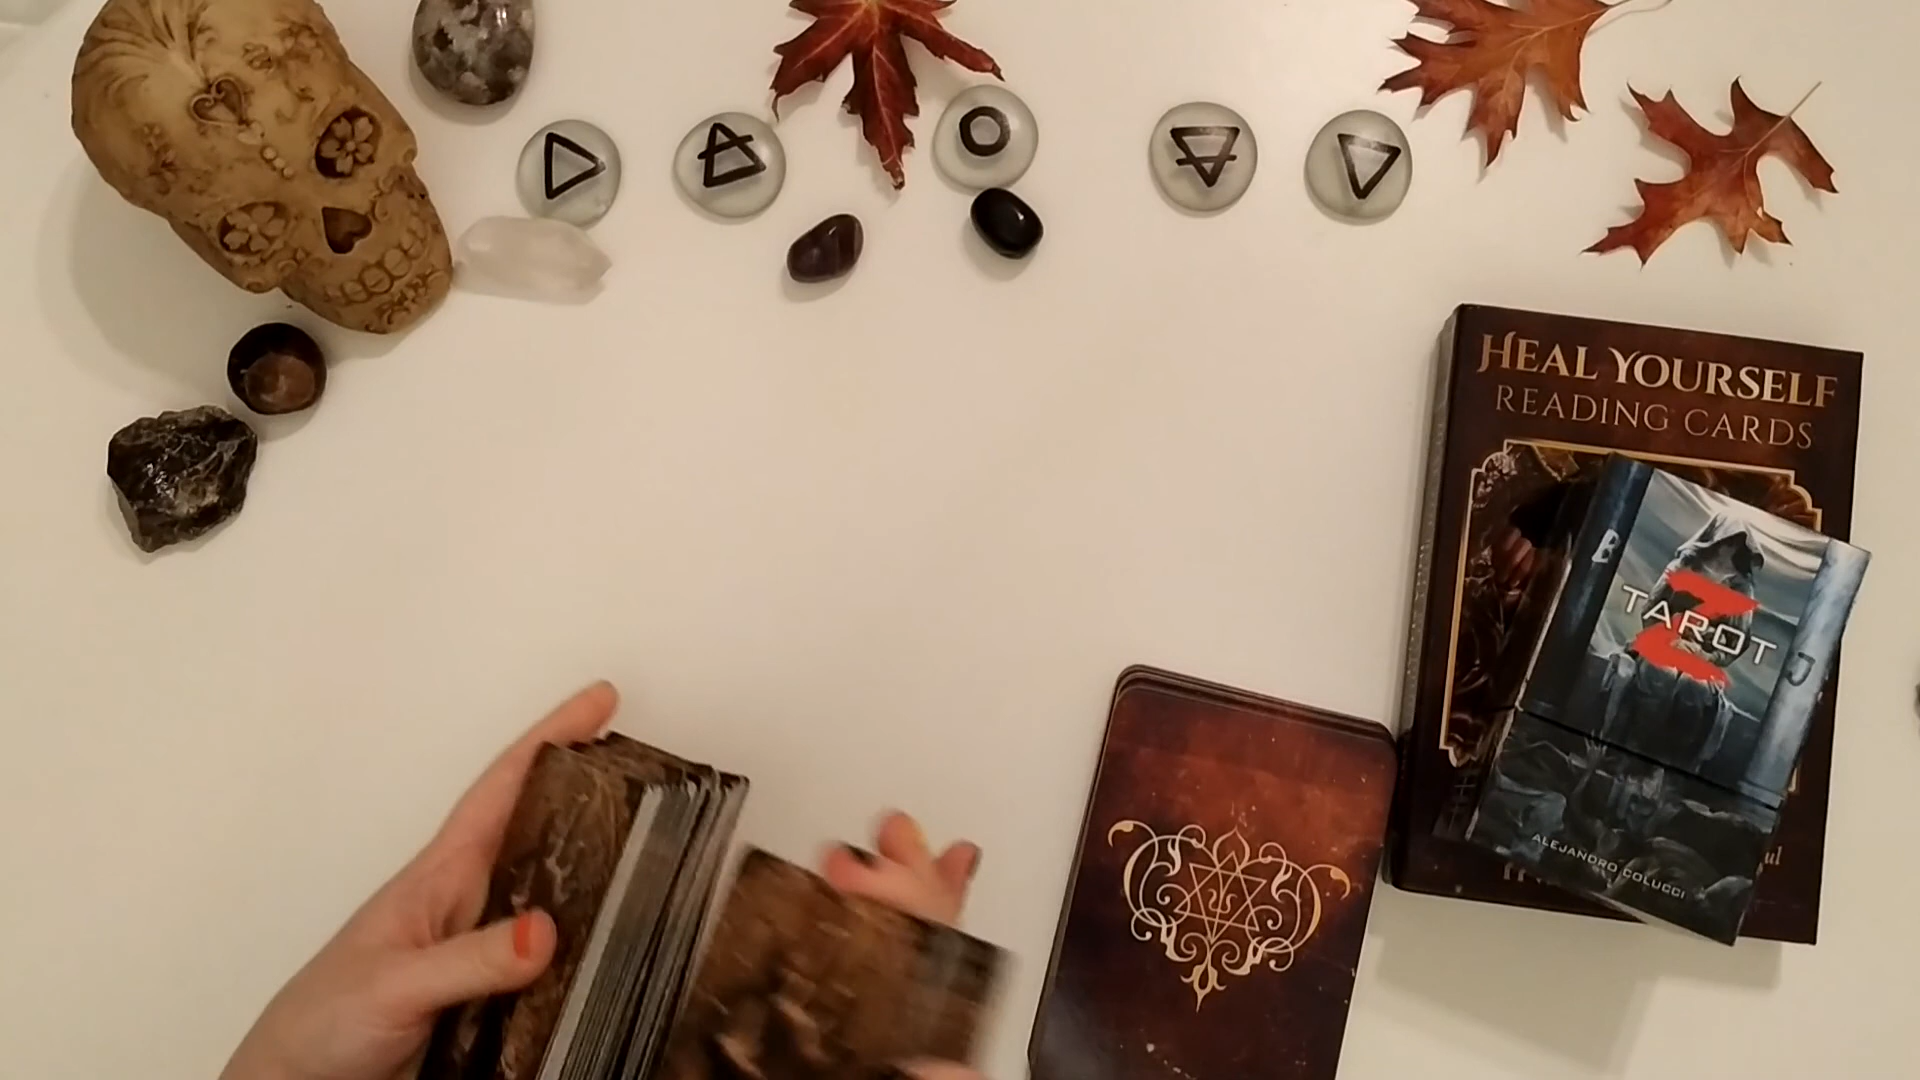 HEAL YOURSELF
READING CARDS
B
J
TAROT
Z
ALEJANDRO COLUCCI